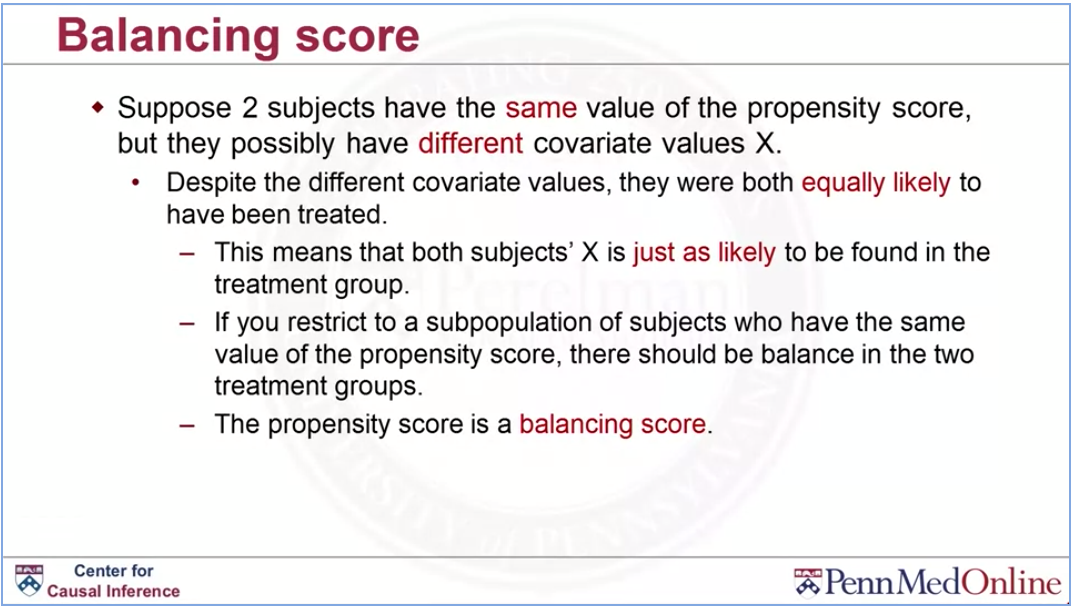 Balancing score
◆ Suppose 2 subjects have the same value of the propensity score,
but they possibly have different covariate values X.
• Despite the different covariate values, they were both equally likely to
have been treated.
– This means that both subjects' X is just as likely to be found in the
treatment group.
– If you restrict to a subpopulation of subjects who have the same
value of the propensity score, there should be balance in the two
treatment groups.
– The propensity score is a balancing score.
Perelman
Center for
Causal Inference
PennMedOnline